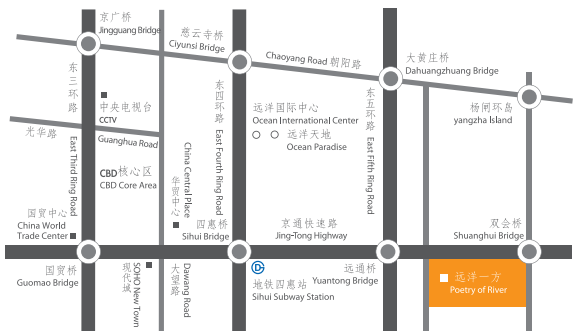 京广桥
Jingguang Bridge
慈云寺桥
Ciyunsi Bridge
Chaoyang Road 朝阳路
大黄庄桥
Dahuangzhuang Bridge
杨闸环岛
yangzha Island
东三环路
East Third Ring Road
中央电视台
CCTV
光华路
Guanghua Road
CBD核心区
CBD Core Area
东四环路
East Fourth Ring Road
远洋国际中心
Ocean International Center
远洋天地
Ocean Paradise
东五环路
East Fifth Ring Road
China Central Place
华贸中心
国贸中心
China World
Trade Center
四惠桥
Sihui Bridge
京通快速路
Jing-Tong Highway
双会桥
Shuanghui Bridge
国贸桥
Guomao Bridge
现代城
SOHO New Town
大望路
Dawang Road
地铁四惠站
Sihui Subway Station
远通桥
Yuantong Bridge
远洋一方
Poetry of River